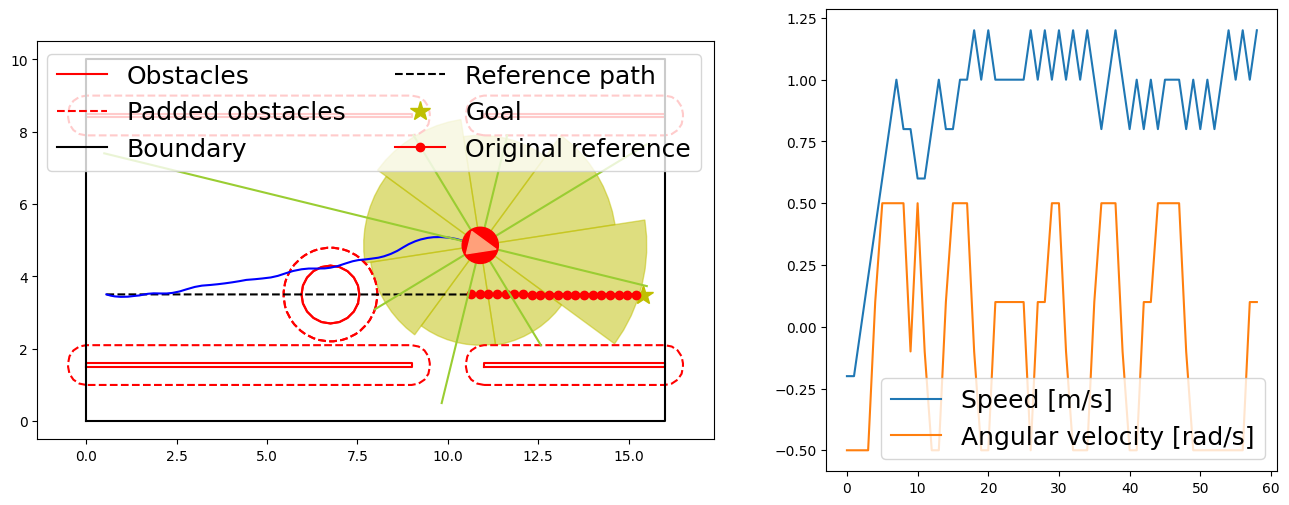 Obstacles
Padded obstacles
Boundary
Reference path
Goal
Original reference
10
8
6
4
2
0
0.0 2.5 5.0 7.5 10.0 12.5 15.0
1.25
1.00
0.75
0.50
0.25
0.00
−0.25
−0.50
Speed [m/s]
Angular velocity [rad/s]
0 10 20 30 40 50 60